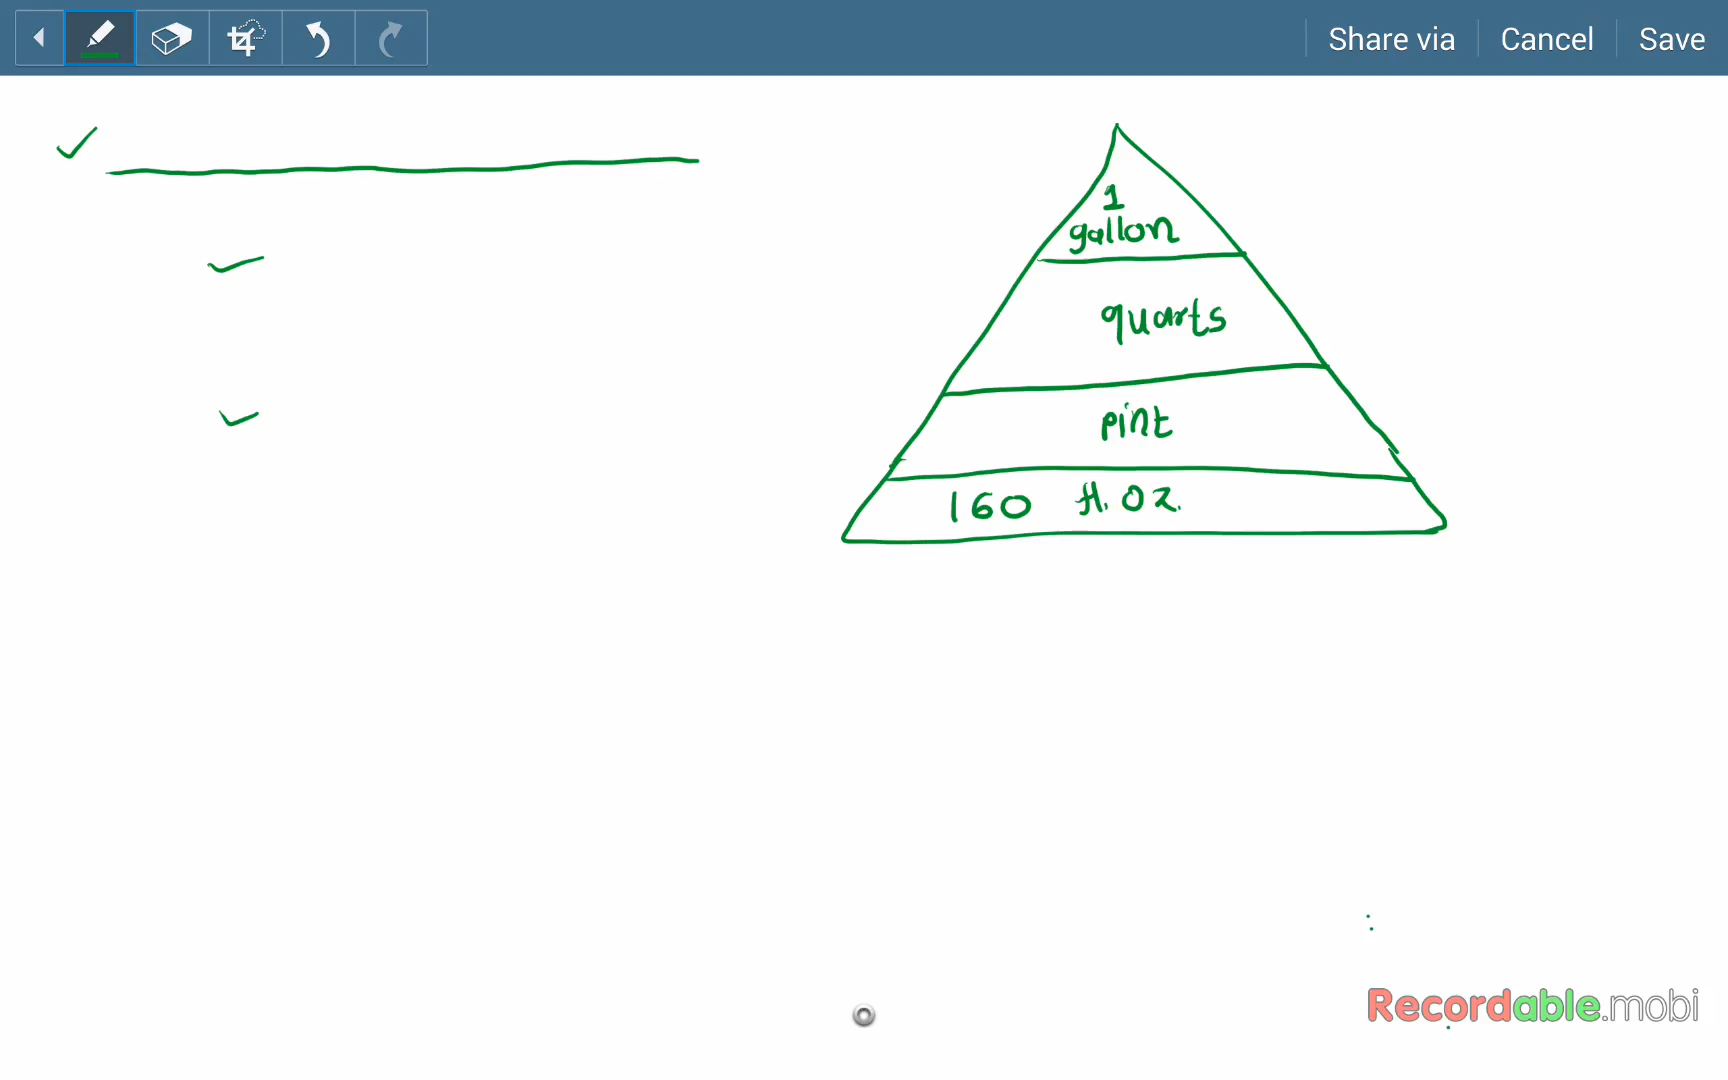 Share via Cancel Save
1
gallon
quarts
pint
160 fl. oz.
Recordable.mobi